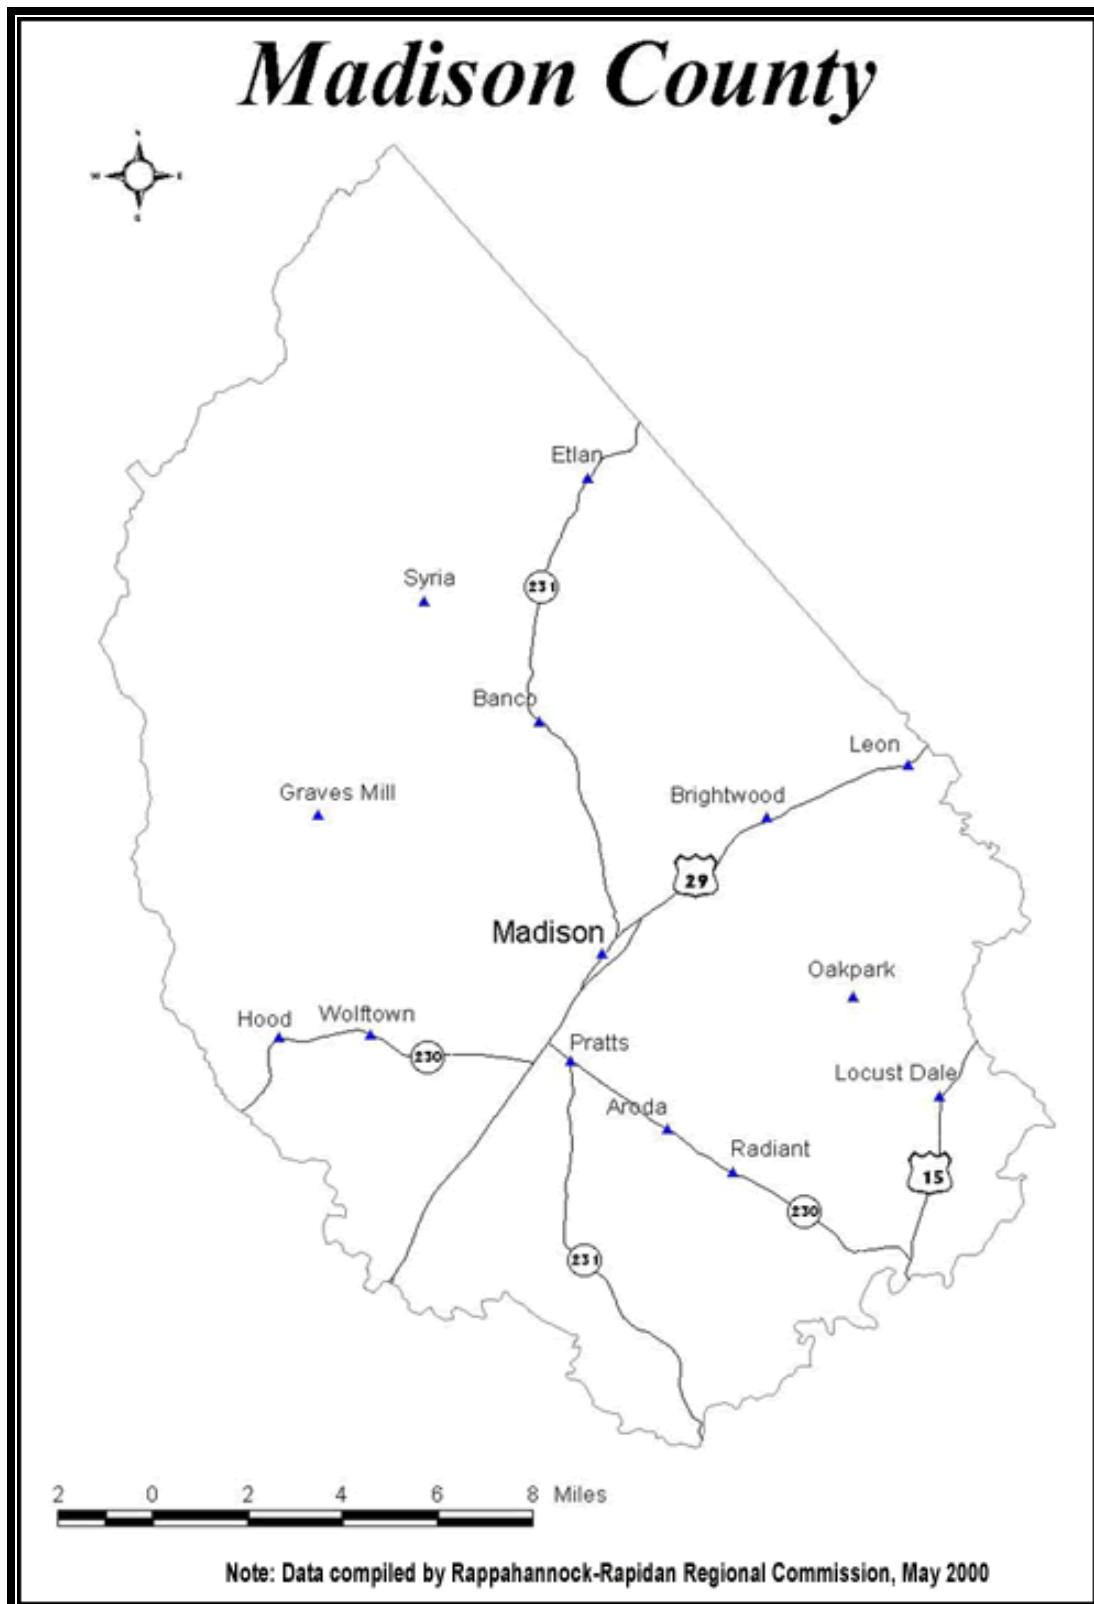 Madison County
N
W E
S
Etlan
231
Syria
Banco
Leon
Graves Mill
Brightwood
29
Madison
Oakpark
Hood
Wolftown
230
Pratts
Locust Dale
Aroda
Radiant
15
230
231
2 0 2 4 6 8 Miles
Note: Data compiled by Rappahannock-Rapidan Regional Commission, May 2000